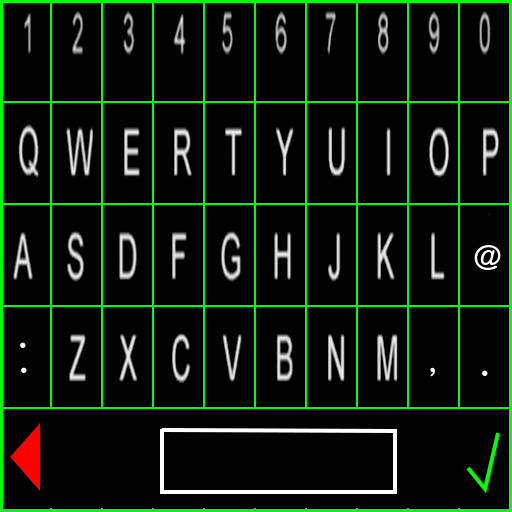 1 2 3 4 5 6 7 8 9 0
Q W E R T Y U I O P
A S D F G H J K L @
: Z X C V B N M , .